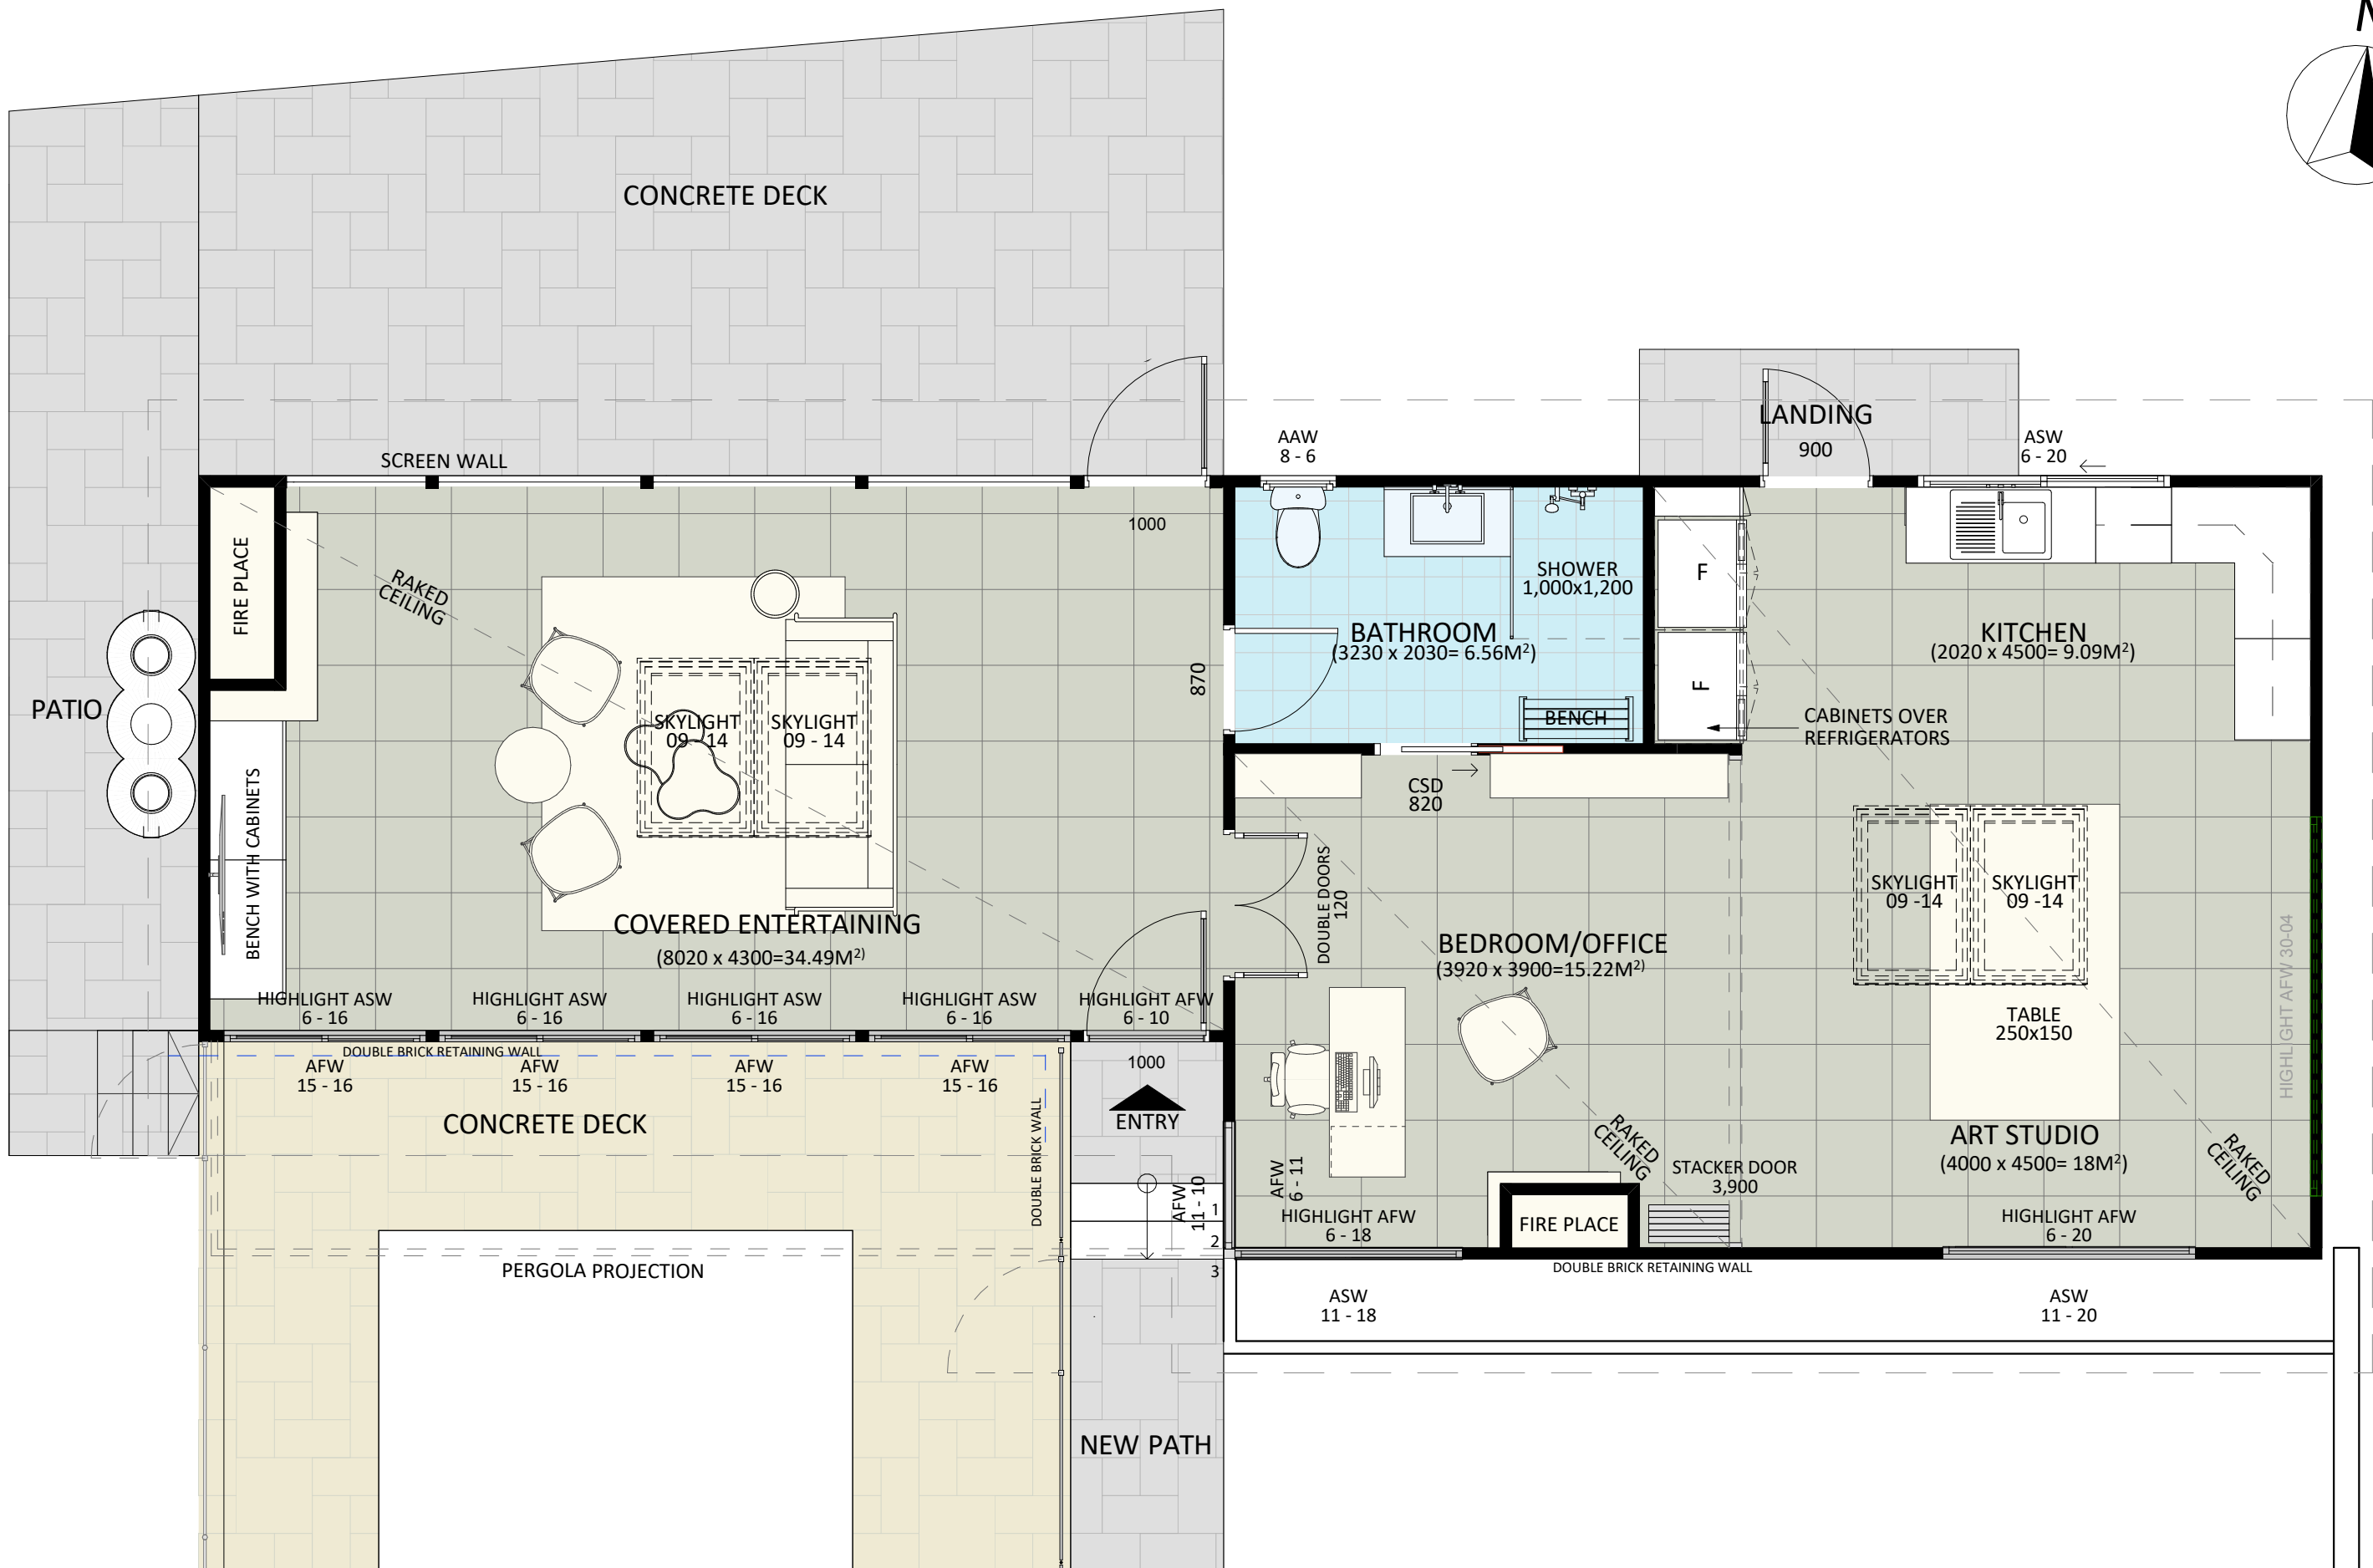 N
CONCRETE DECK
LANDING
900
AAW
8 - 6
ASW
6 - 20
SCREEN WALL
1000
FIRE PLACE
RAKED
CEILING
SHOWER
1,000x1,200
F
F
BATHROOM
(3230 x 2030= 6.56M²)
KITCHEN
(2020 x 4500= 9.09M²)
870
PATIO
SKYLIGHT
09 - 14
SKYLIGHT
09 - 14
BENCH
CABINETS OVER
REFRIGERATORS
CSD
820
BENCH WITH CABINETS
DOUBLE DOORS
120
SKYLIGHT
09 -14
SKYLIGHT
09 -14
COVERED ENTERTAINING
(8020 x 4300=34.49M²⁾
BEDROOM/OFFICE
(3920 x 3900=15.22M²⁾
HIGHLIGHT AFW 30-04
HIGHLIGHT ASW
6 - 16
HIGHLIGHT ASW
6 - 16
HIGHLIGHT ASW
6 - 16
HIGHLIGHT ASW
6 - 16
HIGHLIGHT AFW
6 - 10
TABLE
250x150
DOUBLE BRICK RETAINING WALL
AFW
15 - 16
AFW
15 - 16
AFW
15 - 16
AFW
15 - 16
1000
ENTRY
CONCRETE DECK
DOUBLE BRICK WALL
ART STUDIO
(4000 x 4500= 18M²)
RAKED
CEILING
RAKED
CEILING
STACKER DOOR
3,900
AFW
6 - 11
AFW
11 - 10
1
2
3
HIGHLIGHT AFW
6 - 18
FIRE PLACE
HIGHLIGHT AFW
6 - 20
PERGOLA PROJECTION
DOUBLE BRICK RETAINING WALL
ASW
11 - 18
ASW
11 - 20
NEW PATH